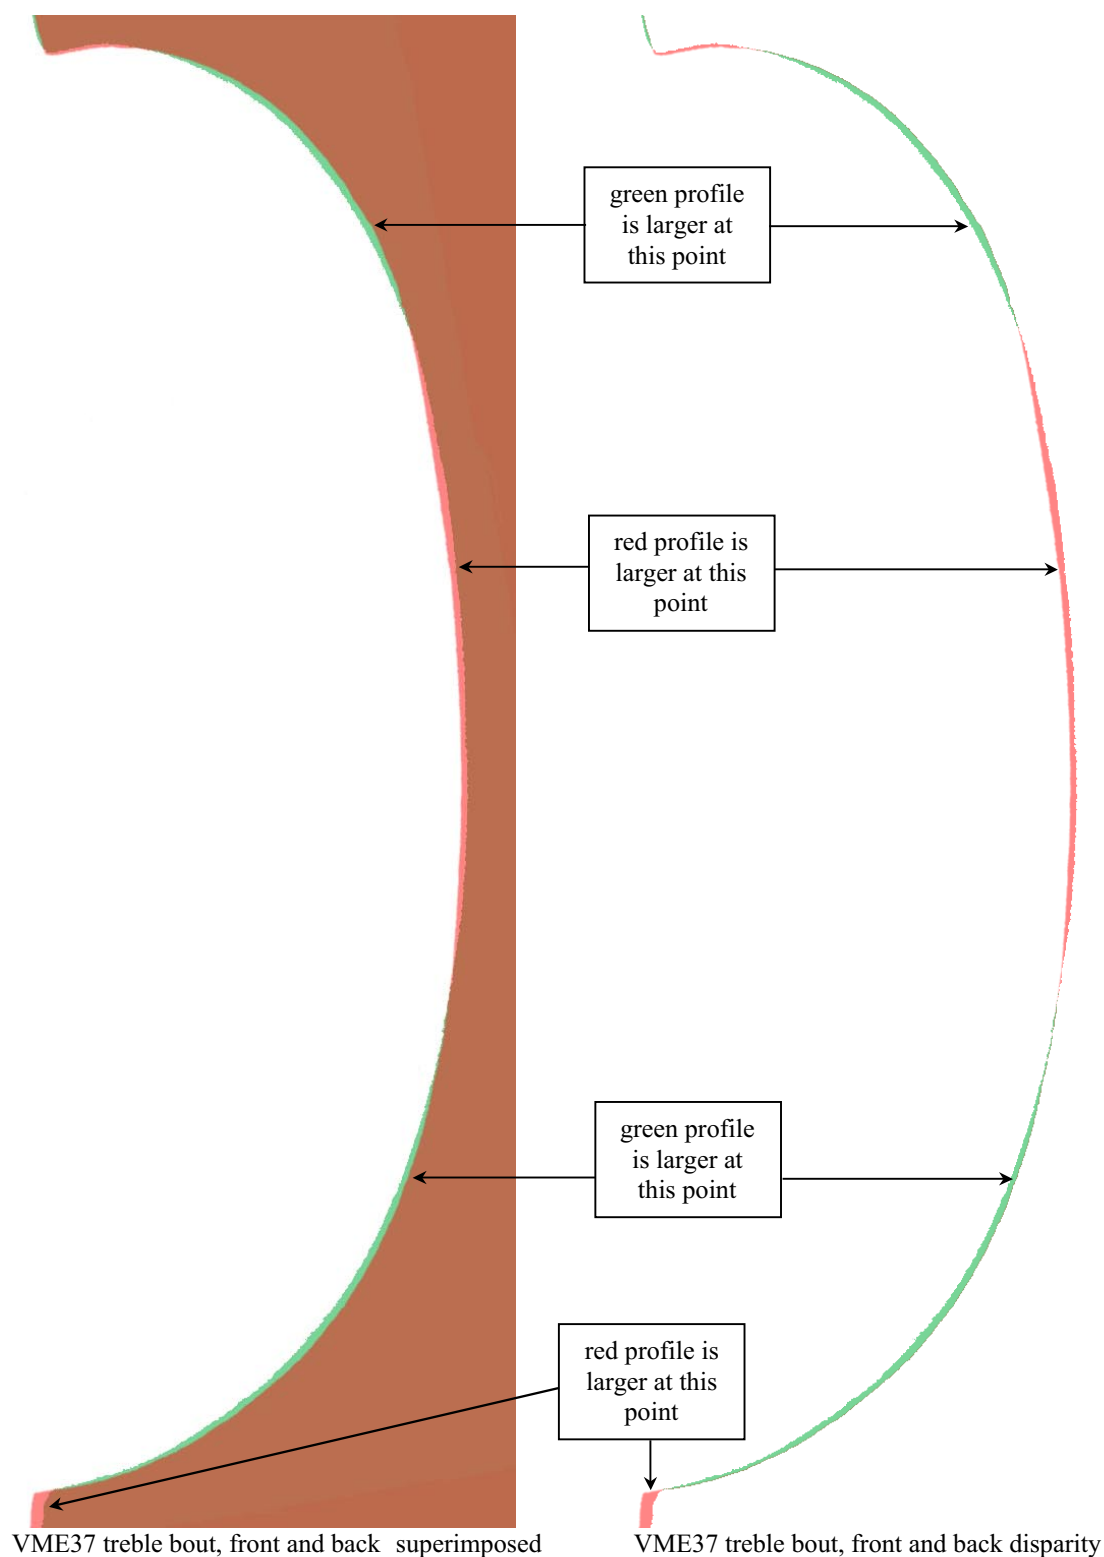 green profile
is larger at
this point
red profile is
larger at this
point
green profile
is larger at
this point
red profile is
larger at this
point
VME37 treble bout, front and back  superimposed
VME37 treble bout, front and back disparity